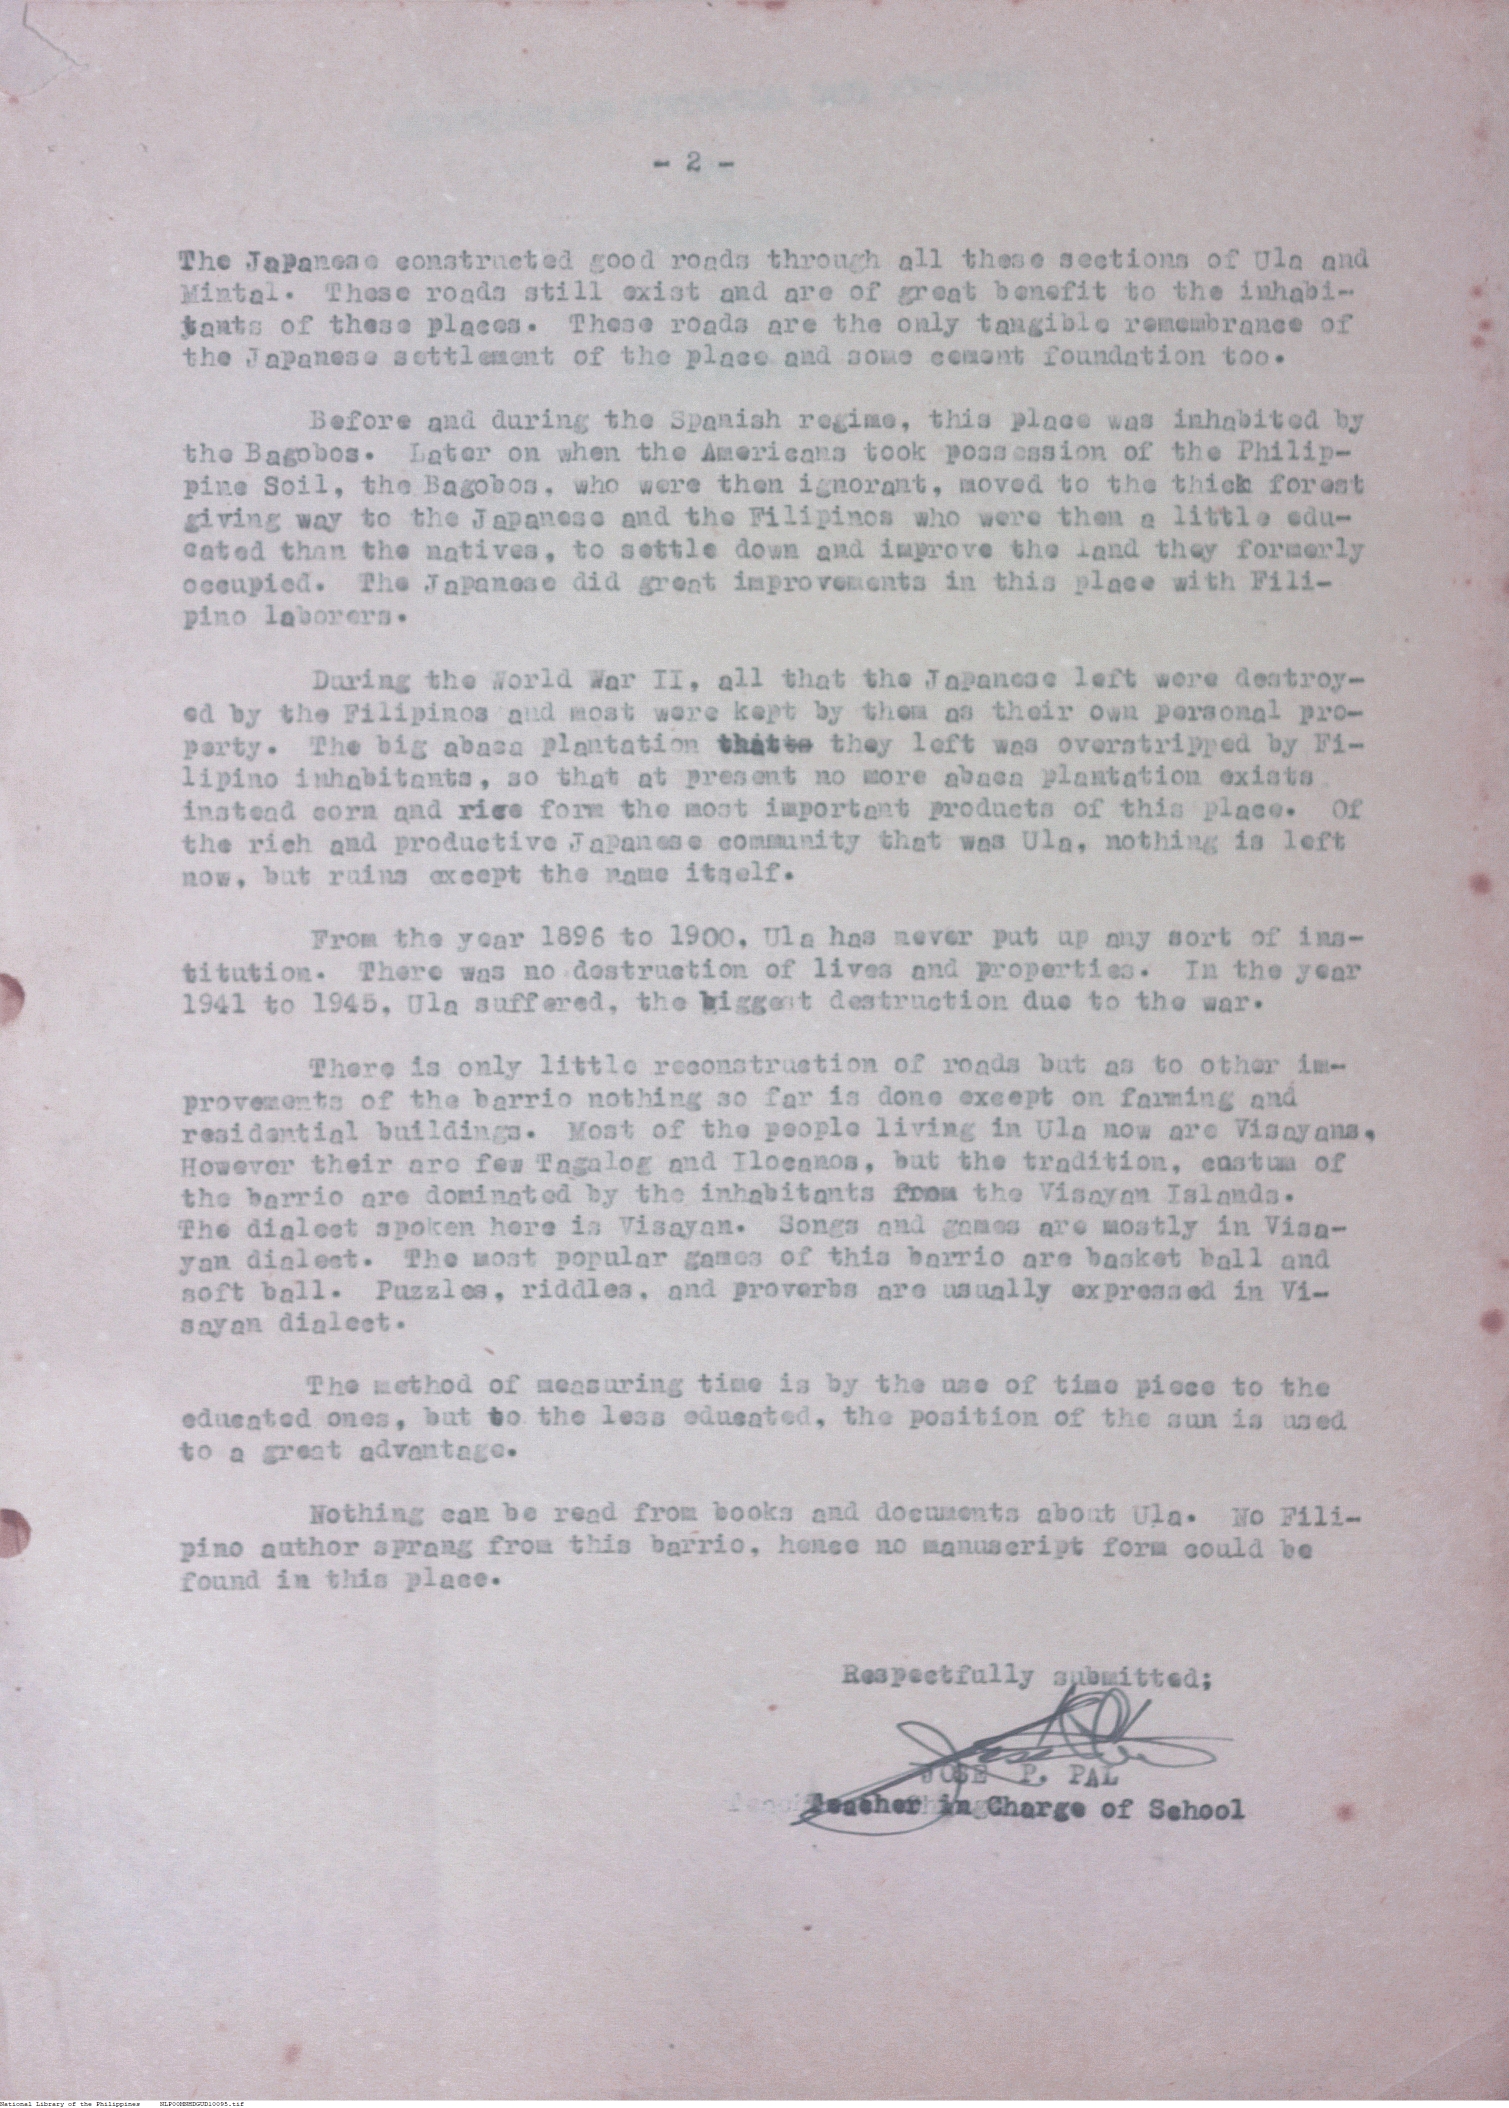 - 2 -
The Japanese constructed good roads through all these sections of Ula and
Mintal. These roads still exist and are of great benefit to the inhabi-
tants of these places. These roads are the only tangible remembrance of
the Japanese settlement of the place and some cement foundation too.
Before and during the Spanish regime, this place was inhabited by
the Bagobos. Later on when the Americans took possession of the Philip-
pine Soil, the Bagobos, who were then ignorant, moved to the thick forest
giving way to the Japanese and the Filipinos who were then a little edu-
cated than the natives, to settle down and improve the land they formerly
occupied. The Japanese did great improvements in this place with Fili-
pino laborers.
During the World War II, all that the Japanese left were destroy-
ed by the Filipinos and most were kept by them as their own personal pro-
perty. The big abaca plantation they left was overstripped by Fi-
lipino inhabitants, so that at present no more abaca plantation exists
instead corn and rice form the most important products of this place. Of
the rich and productive Japanese community that was Ula, nothing is left
now, but ruins except the name itself.
From the year 1896 to 1900, Ula has never put up any sort of ins-
titution. There was no destruction of lives and properties. In the year
1941 to 1945, Ula suffered, the biggest destruction due to the war.
There is only little reconstruction of roads but as to other im-
provements of the barrio nothing so far is done except on farming and
residential buildings. Most of the people living in Ula now are Visayans,
However their are few Tagalog and Ilocanos, but the tradition, custum of
the barrio are dominated by the inhabitants from the Visayan Islands.
The dialect spoken here is Visayan. Songs and games are mostly in Visa-
yan dialect. The most popular games of this barrio are basket ball and
soft ball. Puzzles, riddles, and proverbs are usually expressed in Vi-
sayan dialect.
The method of measuring time is by the use of time piece to the
educated ones, but to the less educated, the position of the sun is used
to a great advantage.
Nothing can be read from books and documents about Ula. No Fili-
pino author sprang from this barrio, hence no manuscript form could be
found in this place.
Respectfully submitted;
JOSE P. PAL
Teacher in Charge of School
National Library of the Philippines NLPOOMNHDGUD10095.tif